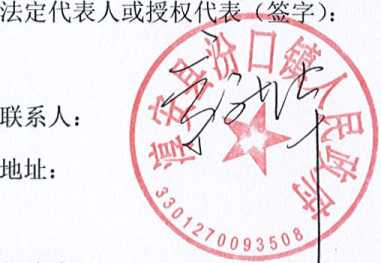 法定代表人或授权代表（签字）：
淳安县汾口镇人民政府
联系人：
地址：
3301270093508